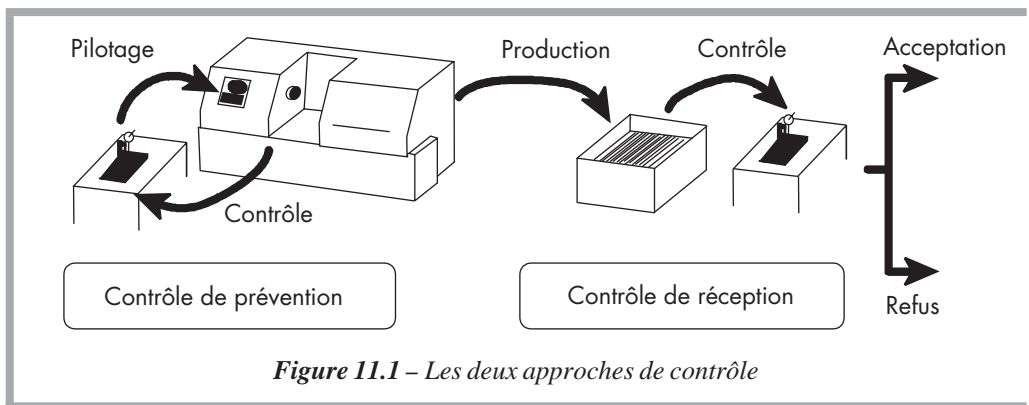 Pilotage
Production
Contrôle
Acceptation
Contrôle
Contrôle de prévention
Contrôle de réception
Refus
Figure 11.1 – Les deux approches de contrôle